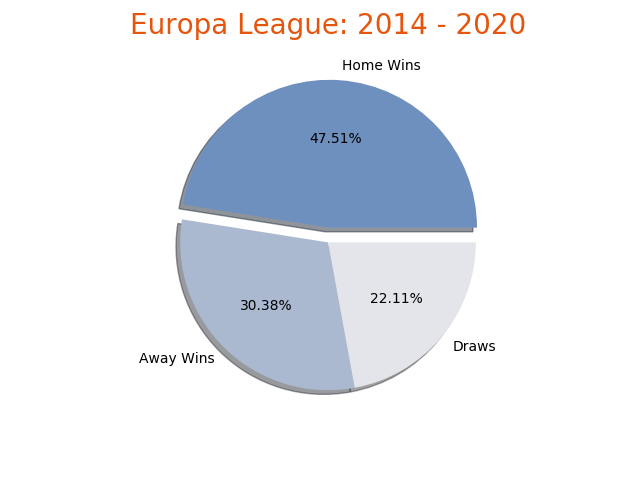 Europa League: 2014 - 2020
Home Wins
47.51%
30.38%
22.11%
Away Wins
Draws